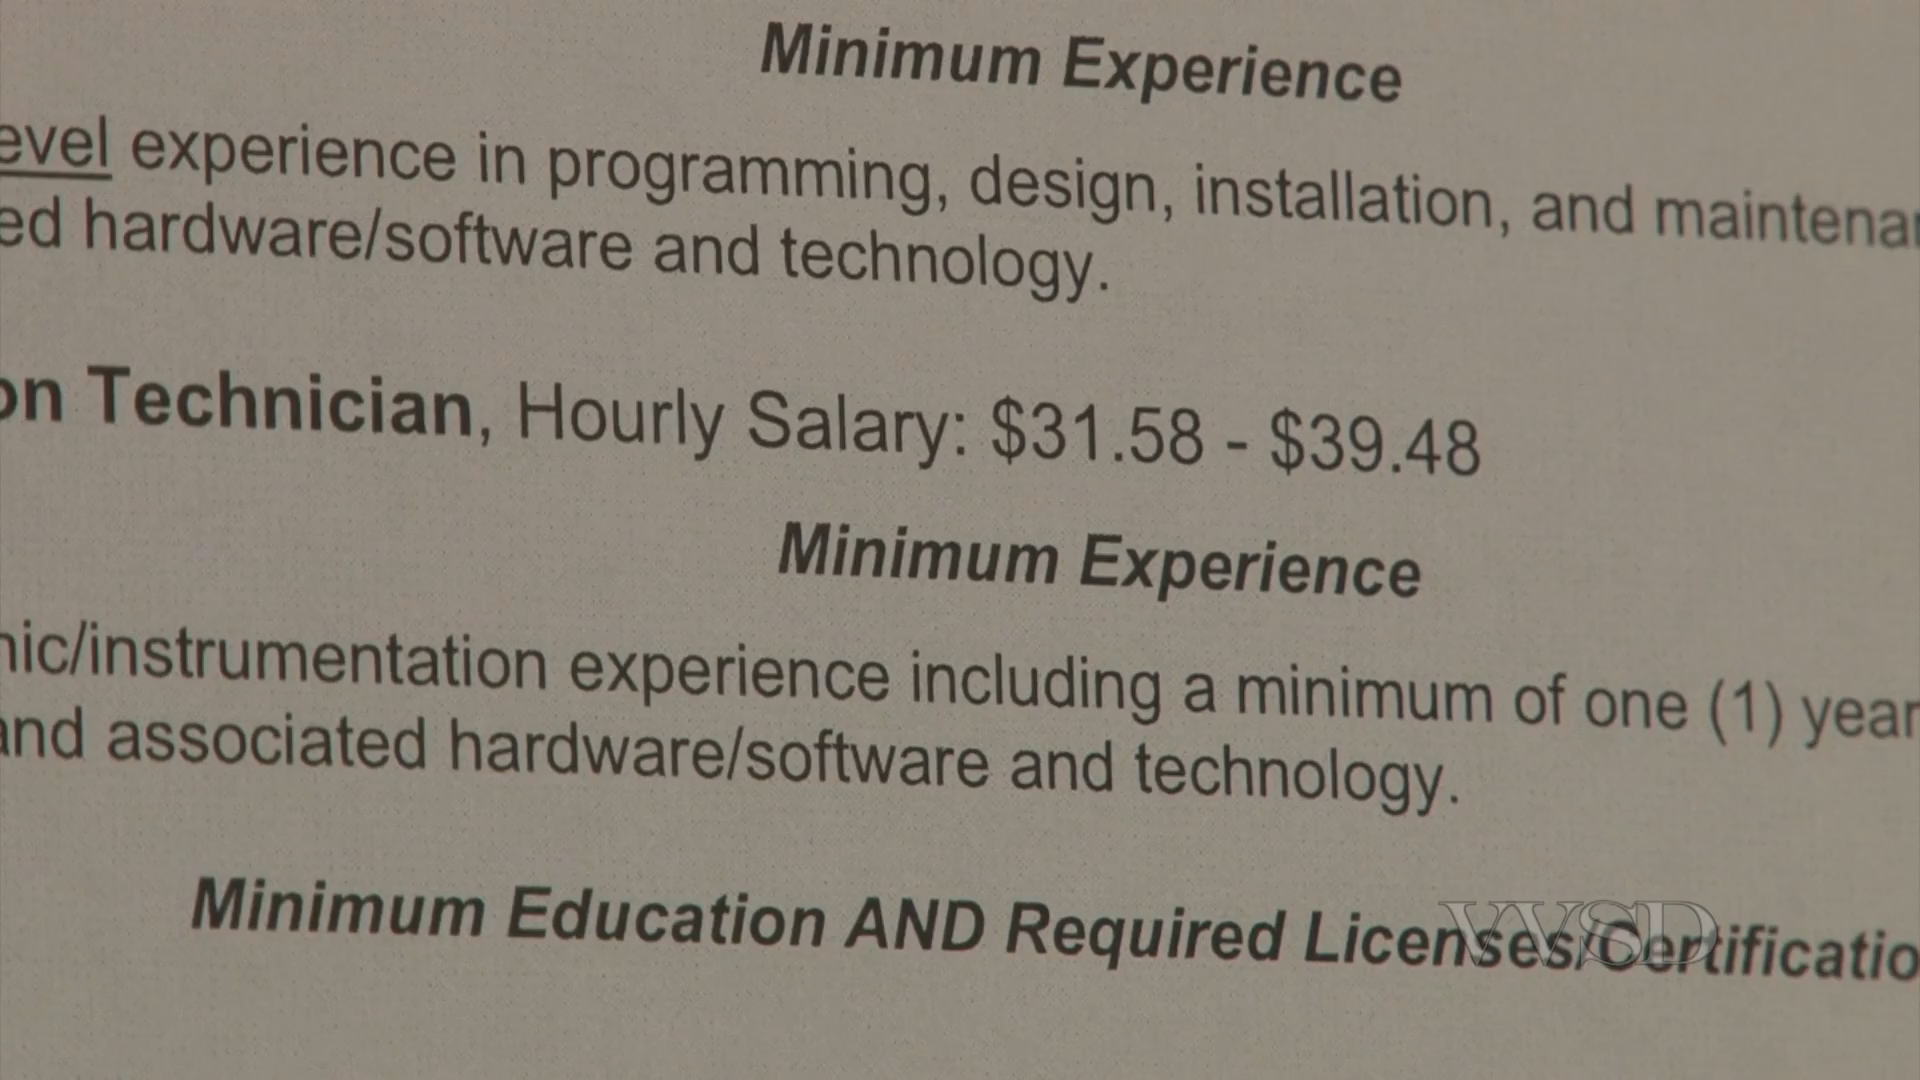 Minimum Experience
evel experience in programming, design, installation, and maintenan
ed hardware/software and technology.
on Technician, Hourly Salary: $31.58 - $39.48
Minimum Experience
nic/instrumentation experience including a minimum of one (1) year
and associated hardware/software and technology.
Minimum Education AND Required Licenses/Certificatio
VVSD